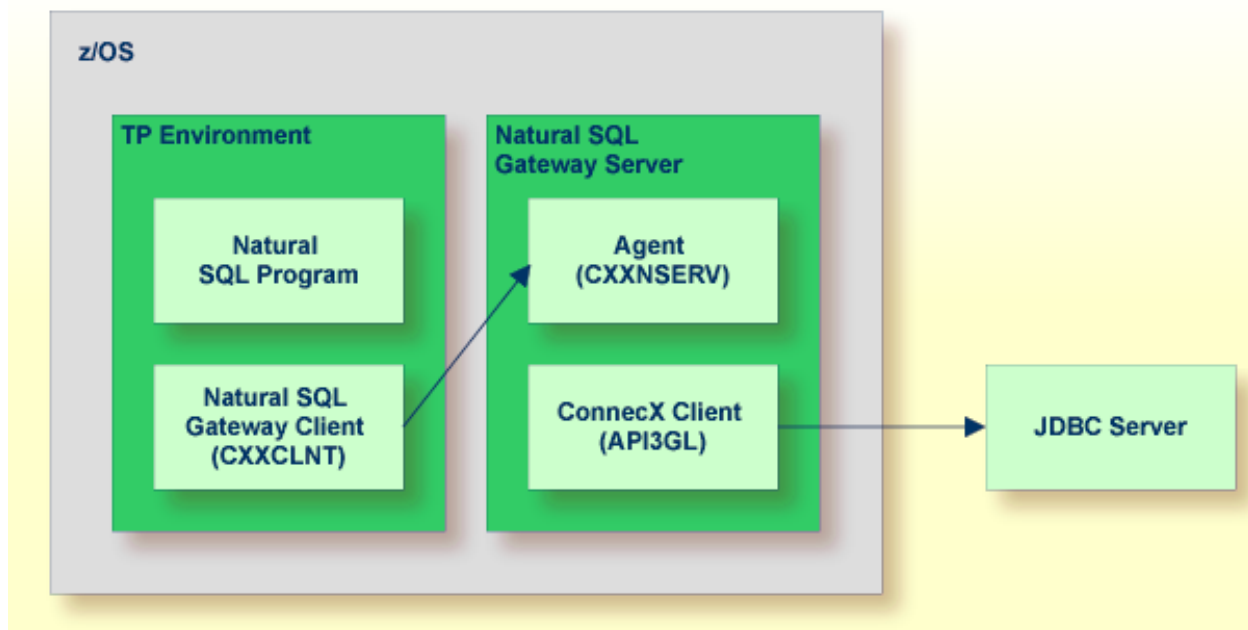 z/OS
TP Environment
Natural
SQL Program
Natural SQL
Gateway Client
(CXXCLNT)
Natural SQL
Gateway Server
Agent
(CXXNSERV)
ConnecX Client
(API3GL)
JDBC Server